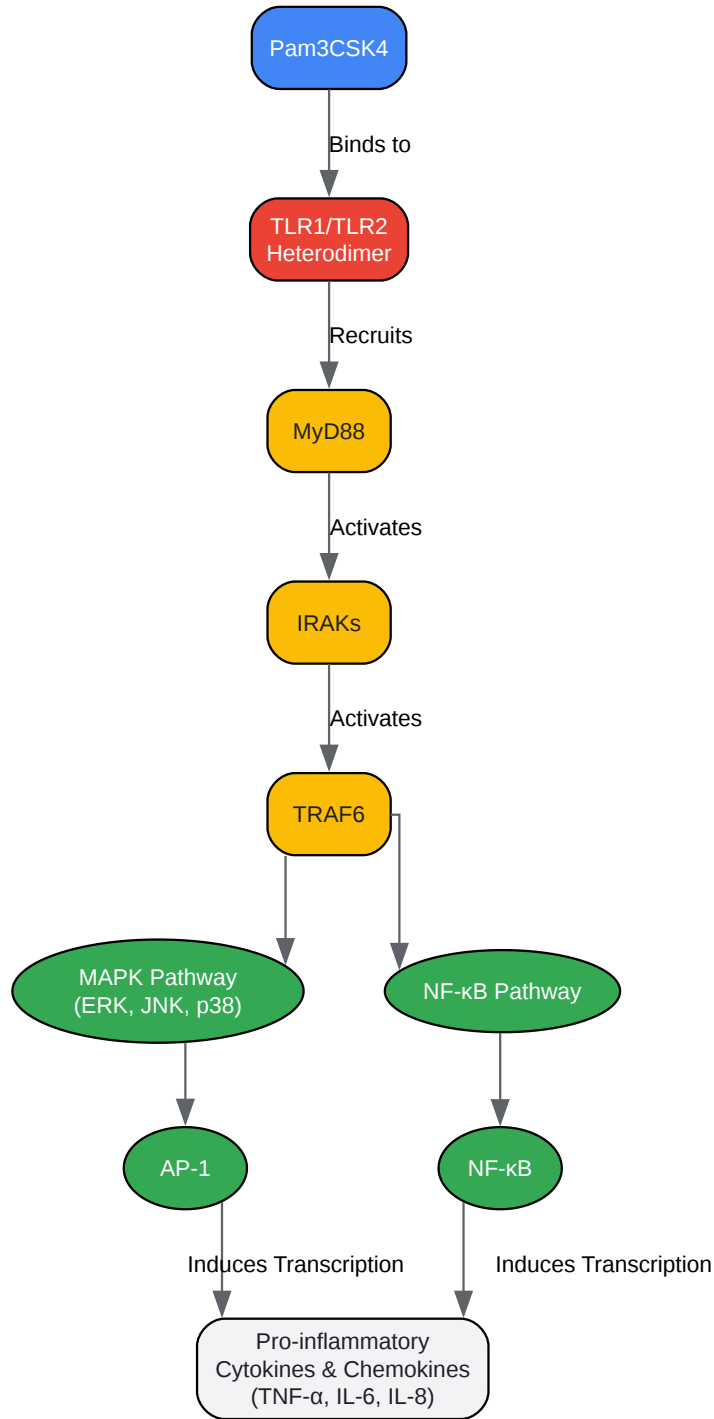 Pam3CSK4
Binds to
TLR1/TLR2
Heterodimer
Recruits
MyD88
Activates
IRAKs
Activates
TRAF6
MAPK Pathway
(ERK, JNK, p38)
NF-κB Pathway
AP-1
NF-κB
Induces Transcription
Induces Transcription
Pro-inflammatory
Cytokines & Chemokines
(TNF-α, IL-6, IL-8)